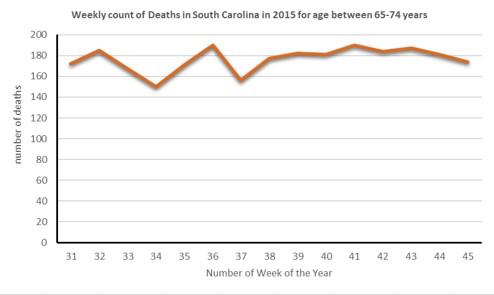 Weekly count of Deaths in South Carolina in 2015 for age between 65-74 years
200
180
160
140
120
100
80
60
40
20
0
number of deaths
31 32 33 34 35 36 37 38 39 40 41 42 43 44 45
Number of Week of the Year